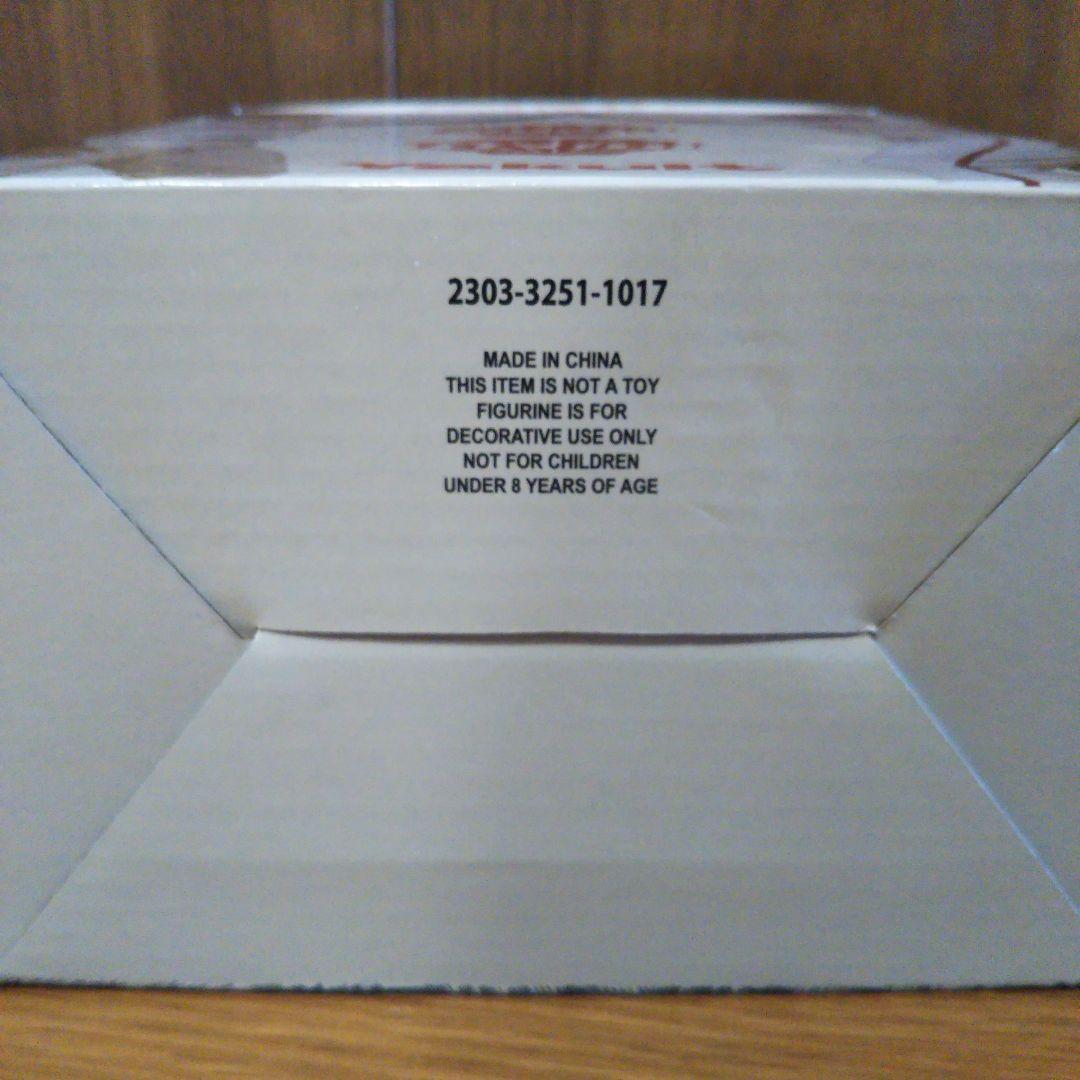 Yakult
2303-3251-1017
MADE IN CHINA
THIS ITEM IS NOT A TOY
FIGURINE IS FOR
DECORATIVE USE ONLY
NOT FOR CHILDREN
UNDER 8 YEARS OF AGE